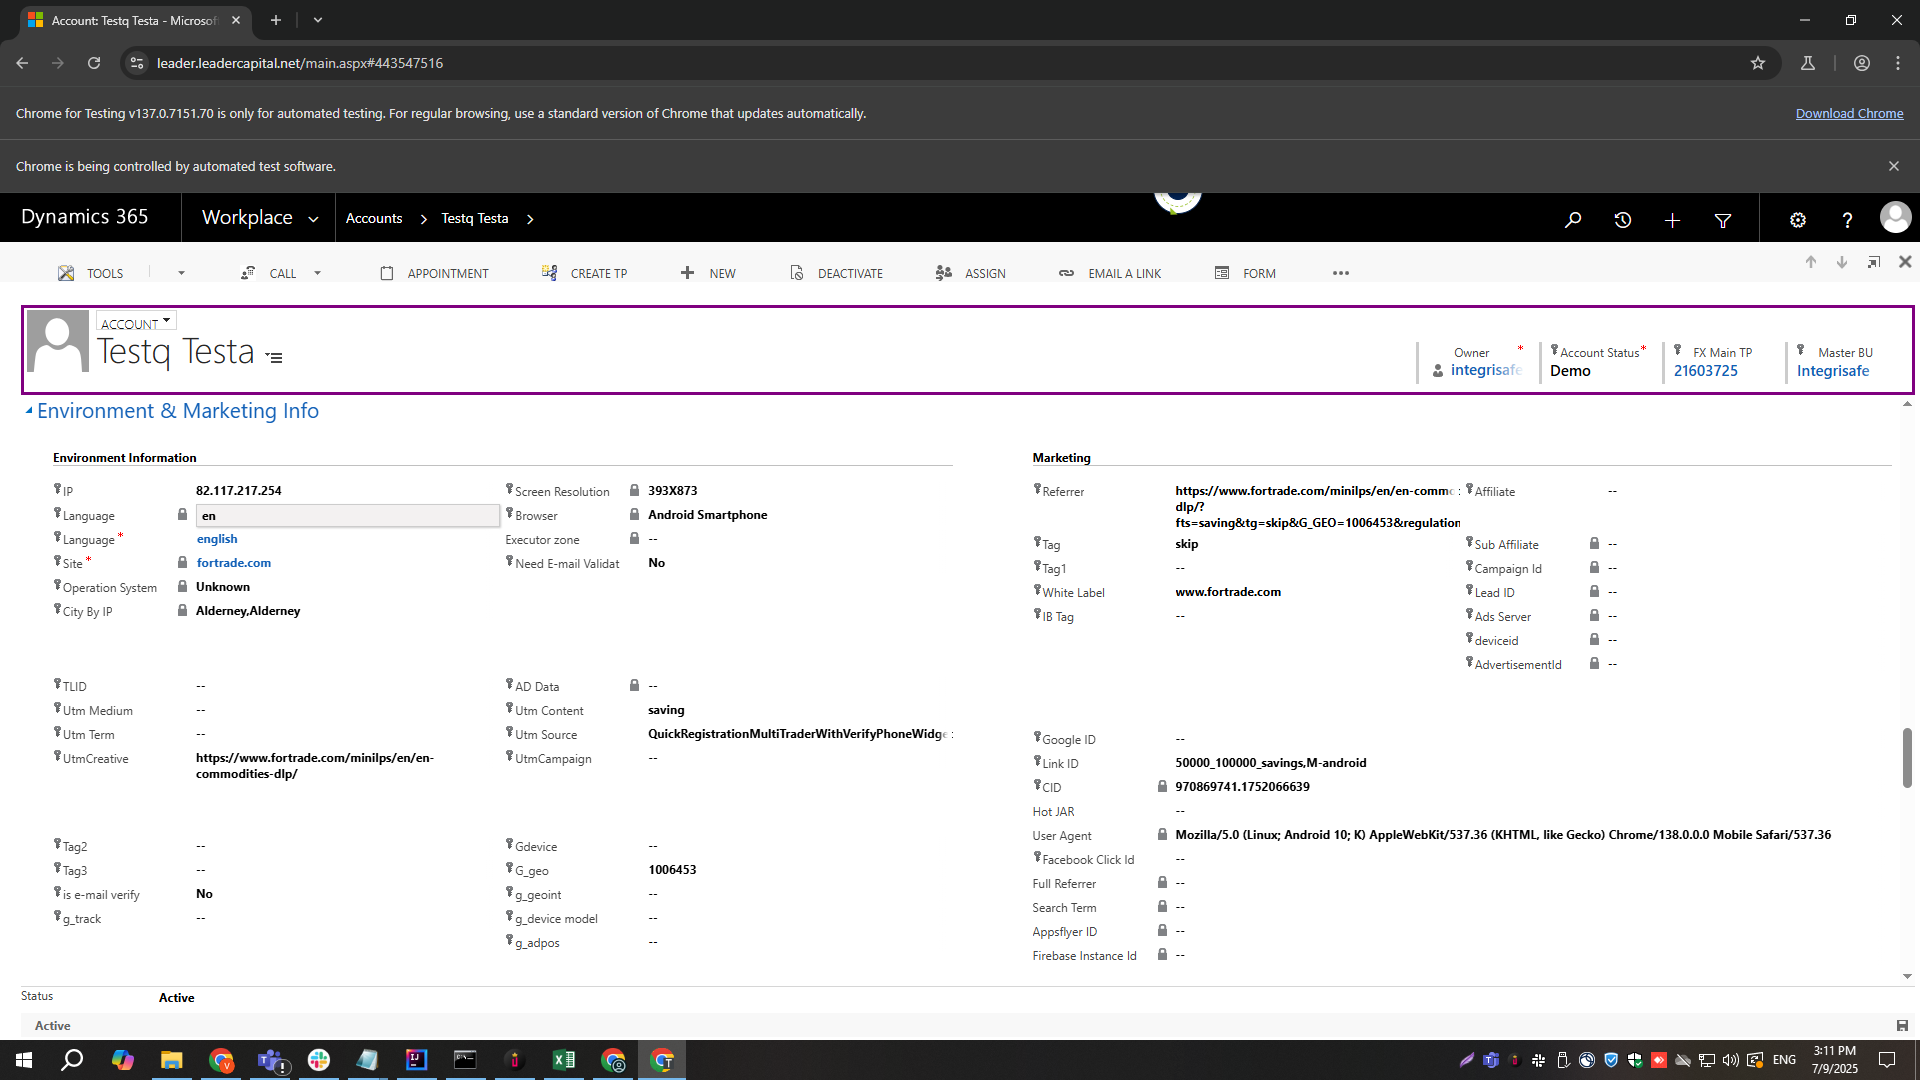 Account: Testq Testa - Microsof
leader.leadercapital.net/main.aspx#443547516
Chrome for Testing v137.0.7151.70 is only for automated testing. For regular browsing, use a standard version of Chrome that updates automatically.
Download Chrome
Chrome is being controlled by automated test software.
Dynamics 365
Workplace
Accounts
Testq Testa
TOOLS
CALL
APPOINTMENT
CREATE TP
NEW
DEACTIVATE
ASSIGN
EMAIL A LINK
FORM
ACCOUNT
Testq Testa
Owner *
integrisafe
Account Status *
Demo
FX Main TP
21603725
Master BU
Integrisafe
Environment & Marketing Info
Environment Information
IP 82.117.217.254
Language en
Language * english
Site * fortrade.com
Operation System Unknown
City By IP Alderney,Alderney
Screen Resolution 393X873
Browser Android Smartphone
Executor zone --
Need E-mail Validat No
TLID --
Utm Medium --
Utm Term --
UtmCreative https://www.fortrade.com/minilps/en/en-
commodities-dlp/
AD Data --
Utm Content saving
Utm Source QuickRegistrationMultiTraderWithVerifyPhoneWidge
UtmCampaign --
Tag2 --
Tag3 --
is e-mail verify No
g_track --
Gdevice --
G_geo 1006453
g_geoint --
g_device model --
g_adpos --
Marketing
Referrer https://www.fortrade.com/minilps/en/en-commo
dlp/?
fts=saving&tg=skip&G_GEO=1006453&regulation
Tag skip
Tag1 --
White Label www.fortrade.com
IB Tag --
Affiliate --
Sub Affiliate --
Campaign Id --
Lead ID --
Ads Server --
deviceid --
AdvertisementId --
Google ID --
Link ID 50000_100000_savings,M-android
CID 970869741.1752066639
Hot JAR --
User Agent Mozilla/5.0 (Linux; Android 10; K) AppleWebKit/537.36 (KHTML, like Gecko) Chrome/138.0.0.0 Mobile Safari/537.36
Facebook Click Id --
Full Referrer --
Search Term --
Appsflyer ID --
Firebase Instance Id --
Status Active
Active
ENG
3:11 PM
7/9/2025